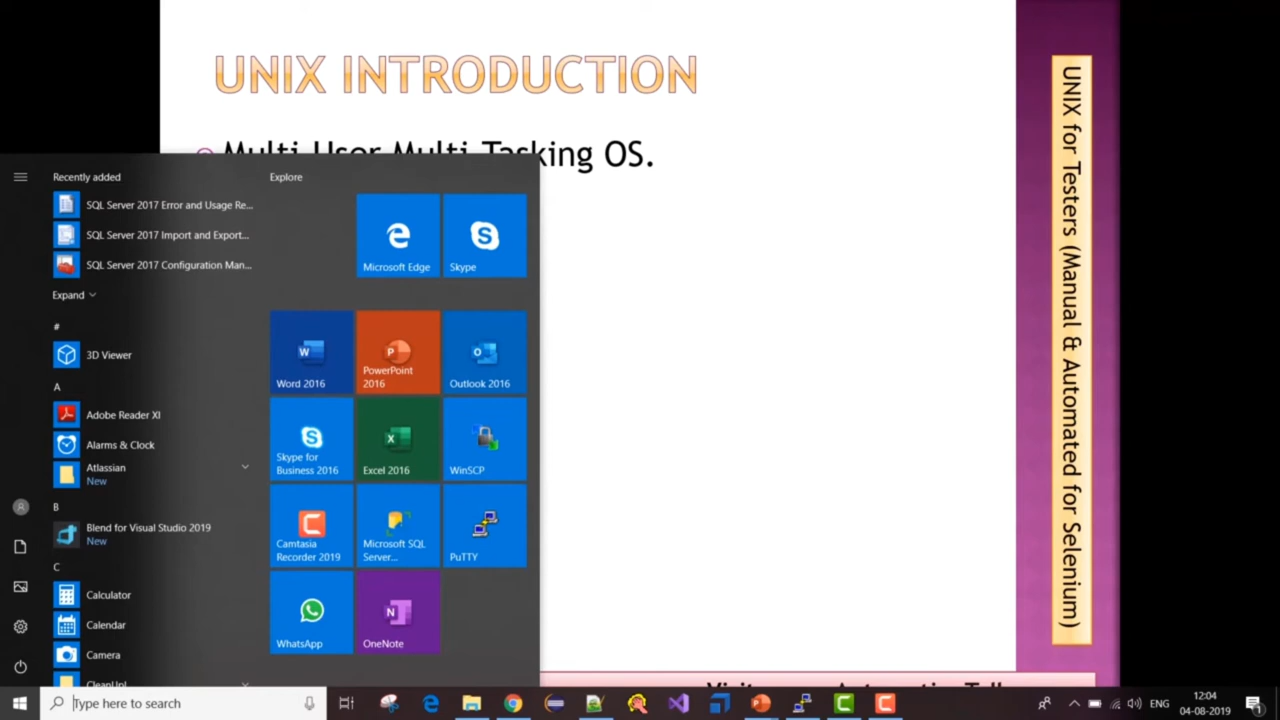 UNIX INTRODUCTION
Multi User Multi Tasking OS.
UNIX for Testers (Manual & Automated for Selenium)
Recently added
SQL Server 2017 Error and Usage Re...
SQL Server 2017 Import and Export...
SQL Server 2017 Configuration Man...
Expand
#
3D Viewer
A
Adobe Reader XI
Alarms & Clock
Atlassian
New
B
Blend for Visual Studio 2019
New
C
Calculator
Calendar
Camera
CleanUp!
Explore
Microsoft Edge
Skype
Word 2016
PowerPoint
2016
Outlook 2016
Skype for
Business 2016
Excel 2016
WinSCP
Camtasia
Recorder 2019
Microsoft SQL
Server...
PuTTY
WhatsApp
OneNote
Type here to search
ENG
12:04
04-08-2019
1